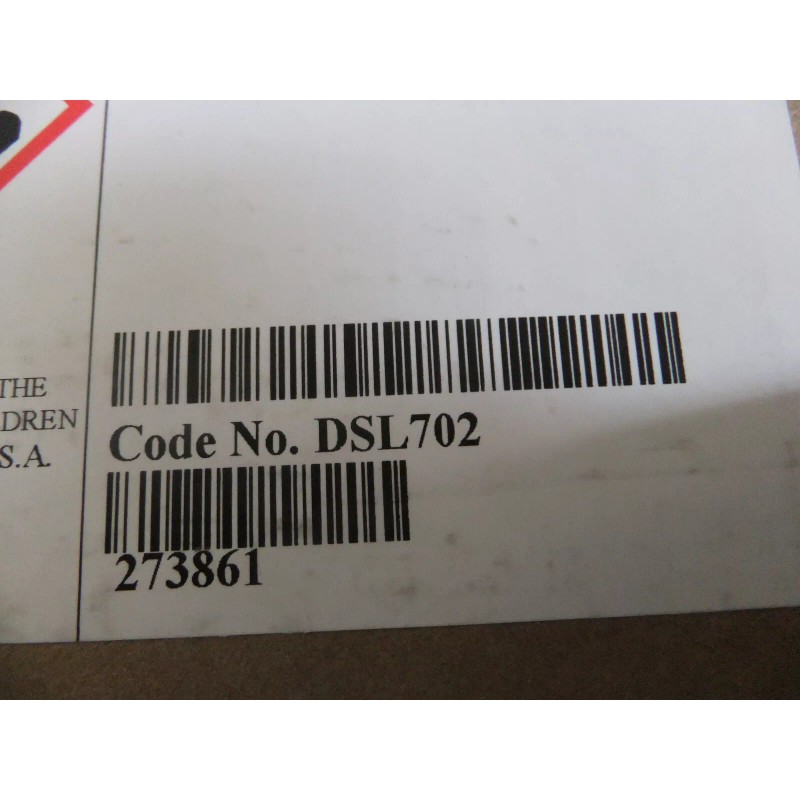 THE
DREN
S.A.
Code No. DSL702
273861